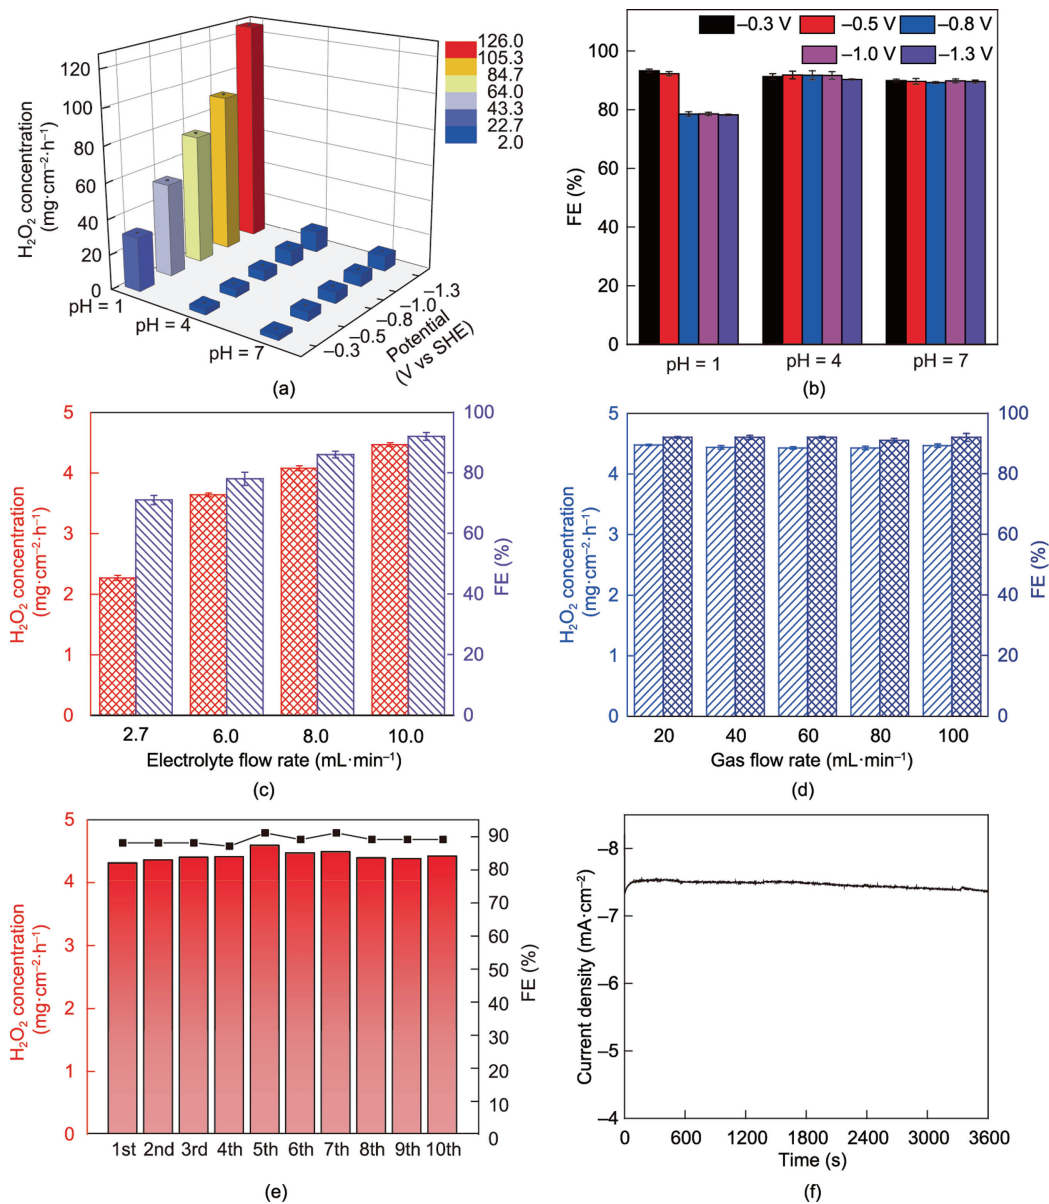 126.0
105.3
84.7
64.0
43.3
22.7
2.0
120
100
80
60
40
20
0
H₂O₂ concentration
(mg·cm⁻²·h⁻¹)
pH = 1
pH = 4
pH = 7
–0.3
–0.5
–0.8
–1.0
–1.3
Potential
(V vs SHE)
(a)
–0.3 V
–0.5 V
–0.8 V
–1.0 V
–1.3 V
100
80
60
40
20
0
FE (%)
pH = 1
pH = 4
pH = 7
(b)
5
4
3
2
1
0
H₂O₂ concentration
(mg·cm⁻²·h⁻¹)
100
80
60
40
20
0
FE (%)
2.7
6.0
8.0
10.0
Electrolyte flow rate (mL·min⁻¹)
(c)
5
4
3
2
1
0
H₂O₂ concentration
(mg·cm⁻²·h⁻¹)
100
80
60
40
20
0
FE (%)
20
40
60
80
100
Gas flow rate (mL·min⁻¹)
(d)
5
4
3
2
1
0
H₂O₂ concentration
(mg·cm⁻²·h⁻¹)
90
80
90
80
40
30
20
10
0
FE (%)
1st 2nd 3rd 4th 5th 6th 7th 8th 9th 10th
(e)
–8
–7
–6
–5
–4
Current density (mA·cm⁻²)
0
600
1200
1800
2400
3000
3600
Time (s)
(f)